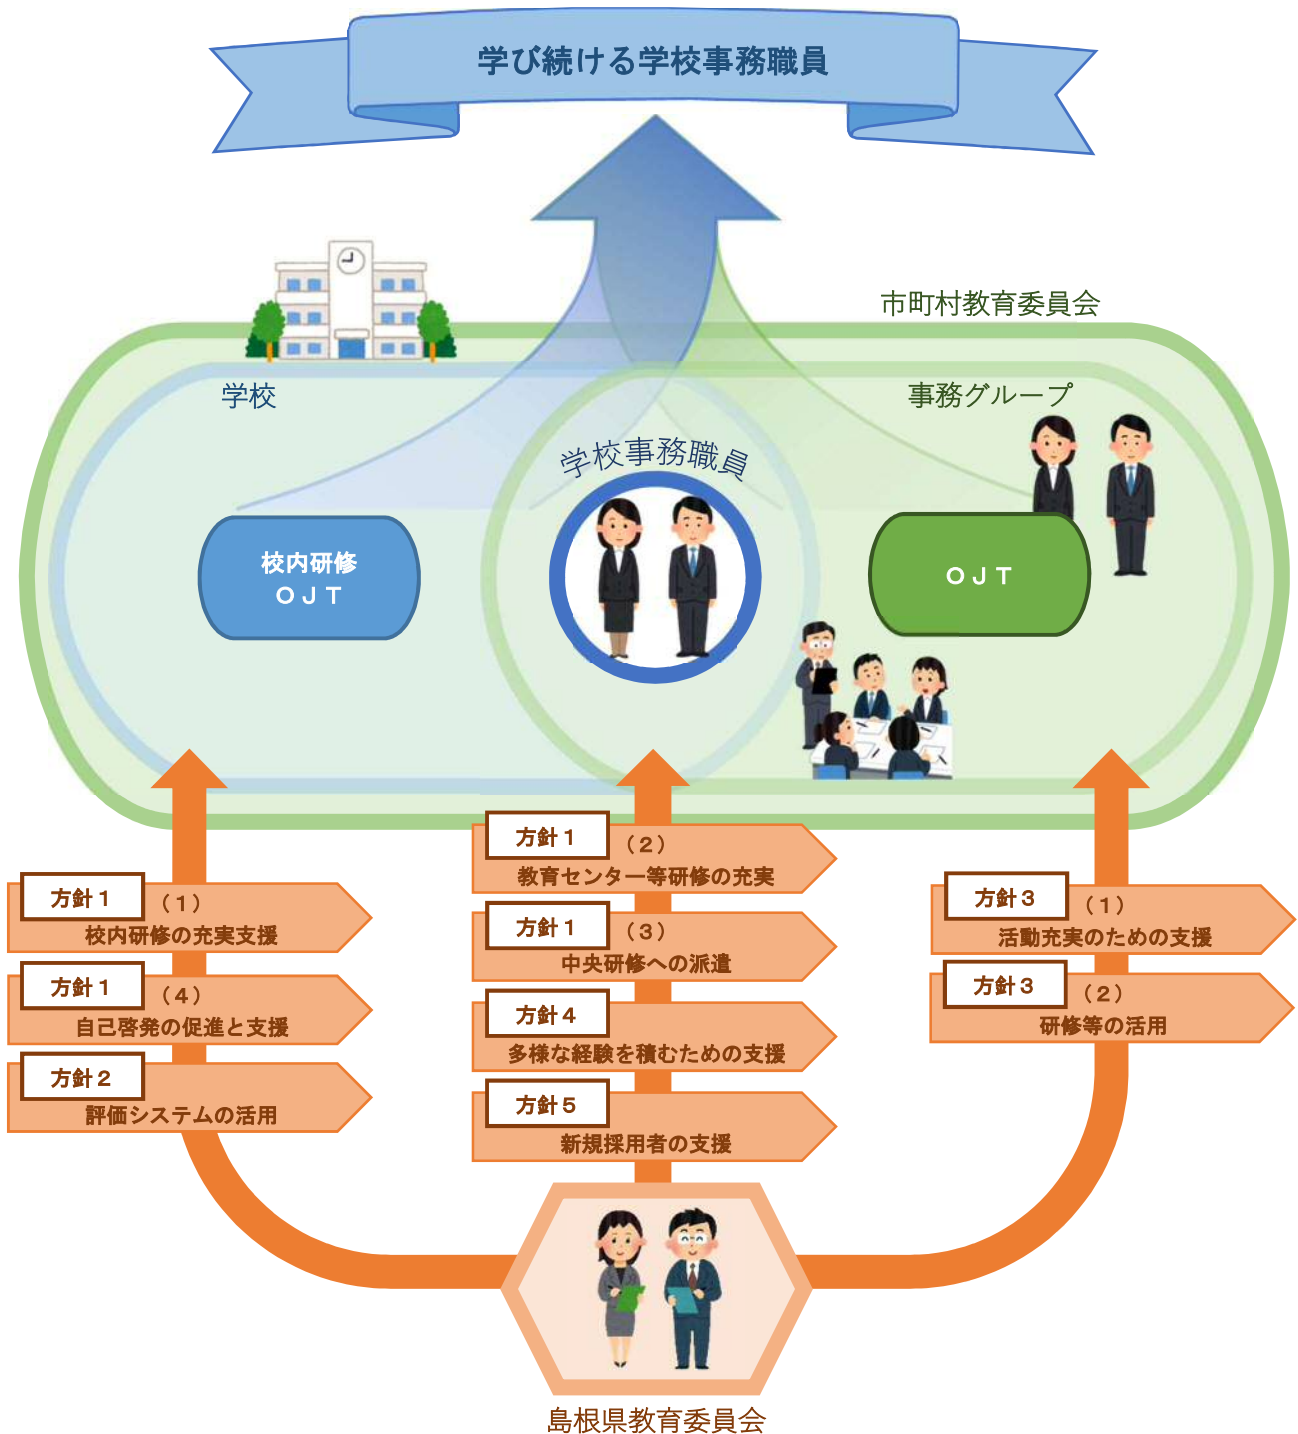 学び続ける学校事務職員
市町村教育委員会
学校
事務グループ
学校事務職員
校内研修
ＯＪＴ
ＯＪＴ
方針１
（１）
校内研修の充実支援
方針１
（４）
自己啓発の促進と支援
方針２
評価システムの活用
方針１
（２）
教育センター等研修の充実
方針１
（３）
中央研修への派遣
方針４
多様な経験を積むための支援
方針５
新規採用者の支援
方針３
（１）
活動充実のための支援
方針３
（２）
研修等の活用
島根県教育委員会